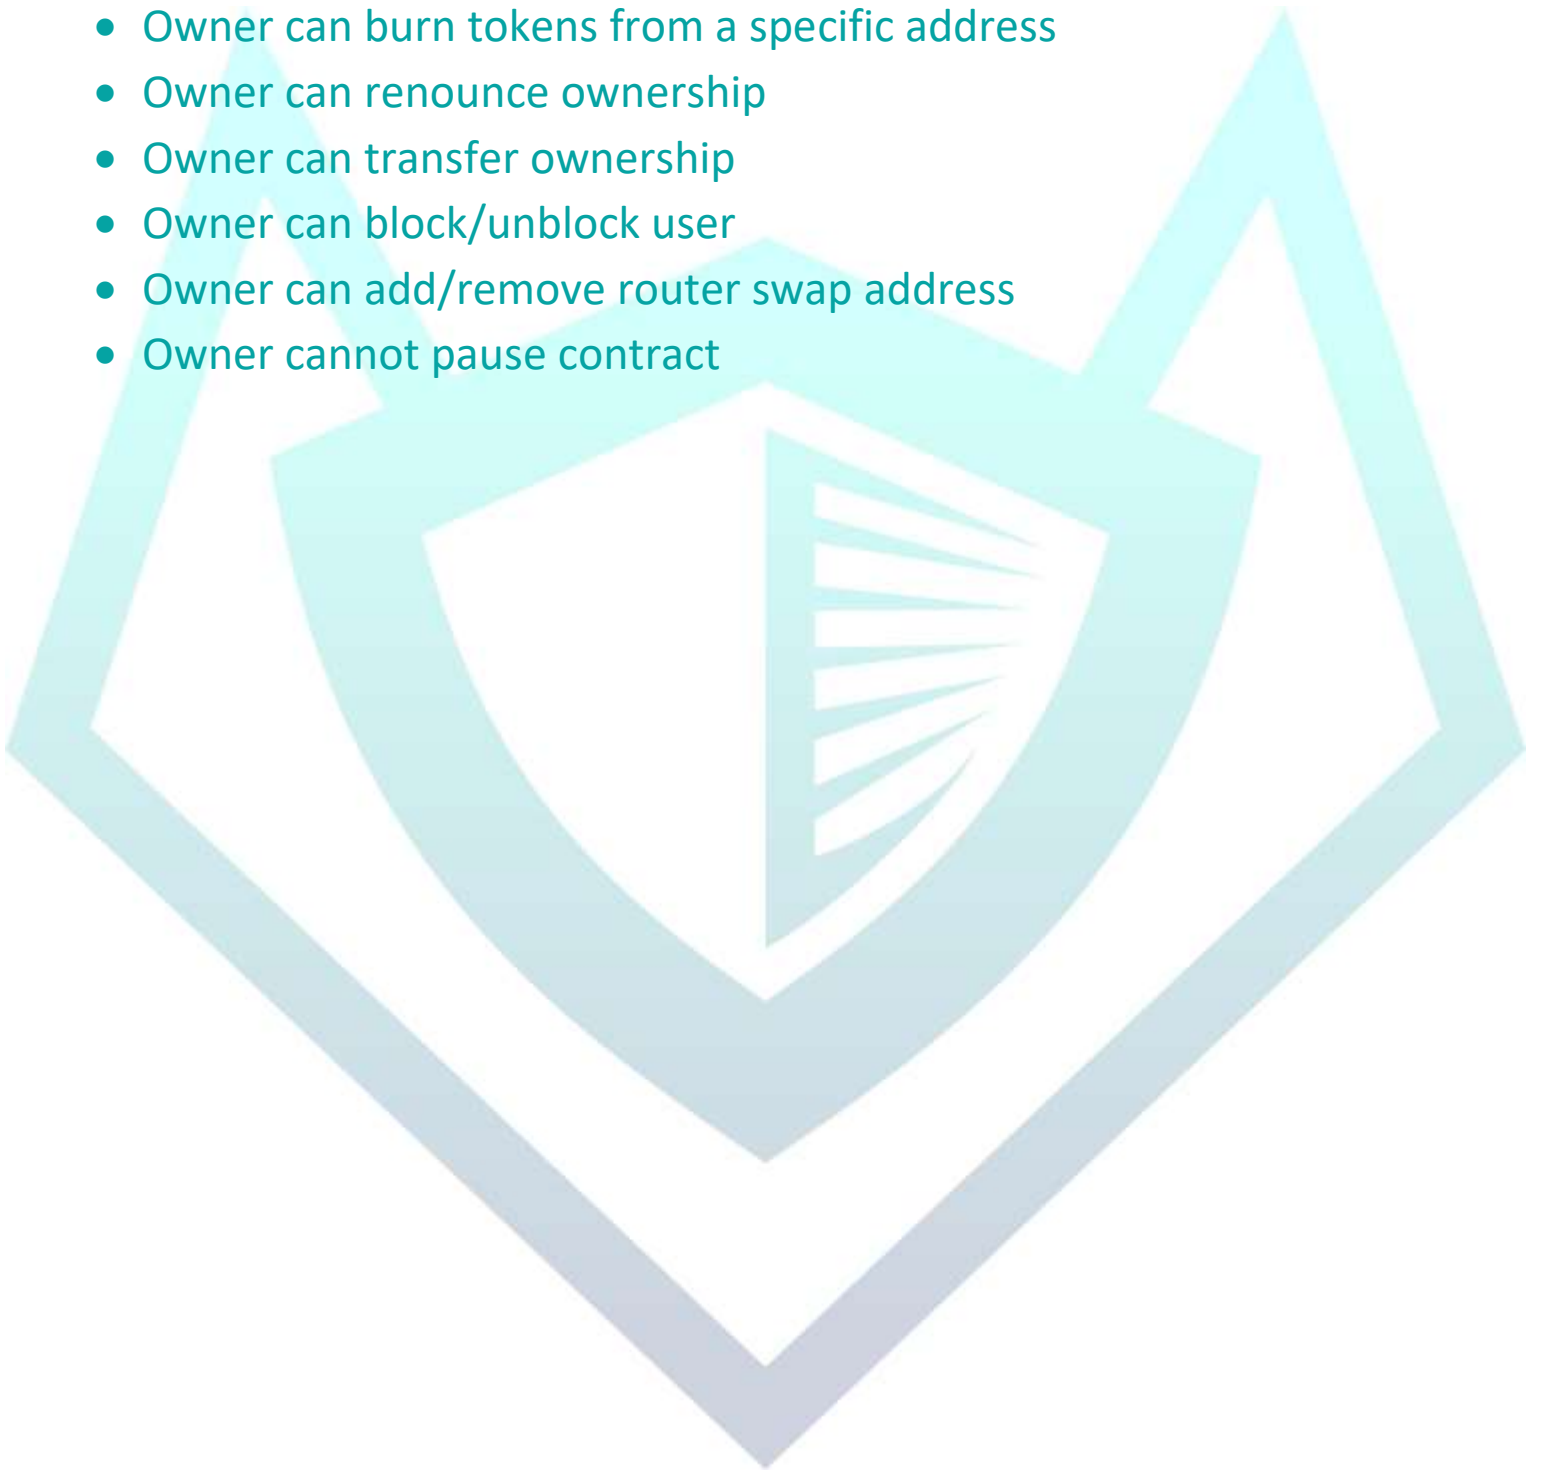 • Owner can burn tokens from a specific address
• Owner can renounce ownership
• Owner can transfer ownership
• Owner can block/unblock user
• Owner can add/remove router swap address
• Owner cannot pause contract